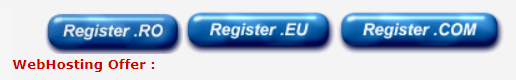 Register .RO Register .EU Register .COM
WebHosting Offer :